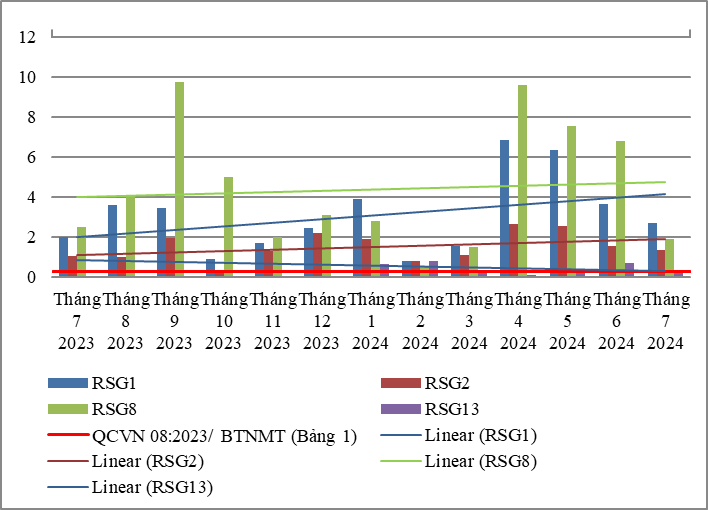 12
10
8
6
4
2
0
Tháng 7 2023
Tháng 8 2023
Tháng 9 2023
Tháng 10 2023
Tháng 11 2023
Tháng 12 2023
Tháng 1 2024
Tháng 2 2024
Tháng 3 2024
Tháng 4 2024
Tháng 5 2024
Tháng 6 2024
Tháng 7 2024
RSG1
RSG2
RSG8
RSG13
QCVN 08:2023/ BTNMT (Bảng 1)
Linear (RSG1)
Linear (RSG2)
Linear (RSG8)
Linear (RSG13)